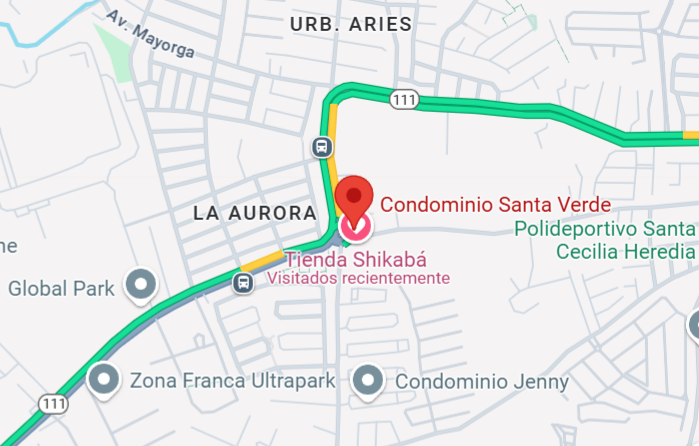 URB. ARIES
Av. Mayorga
111
LA AURORA
Condominio Santa Verde
Polideportivo Santa
Cecilia Heredia
ne
Tienda Shikabá
Visitados recientemente
Global Park
Zona Franca Ultrapark
Condominio Jenny
111